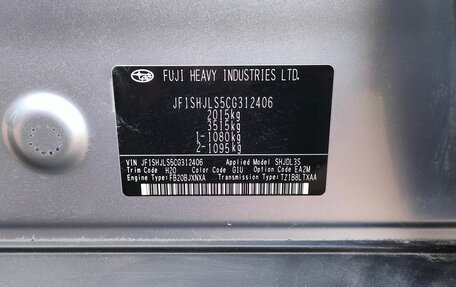 FUJI HEAVY INDUSTRIES LTD.
JF1SHJLS5CG312406
2015kg
3515kg
1-1080kg
2-1095kg
VIN JF1SHJLS5CG312406 Applied Model SHJDL3S
Trim Code H20 Color Code G1U Option Code EA2M
Engine Type: FB20BJXNXA Transmission Type: TZ1B8LTXAA